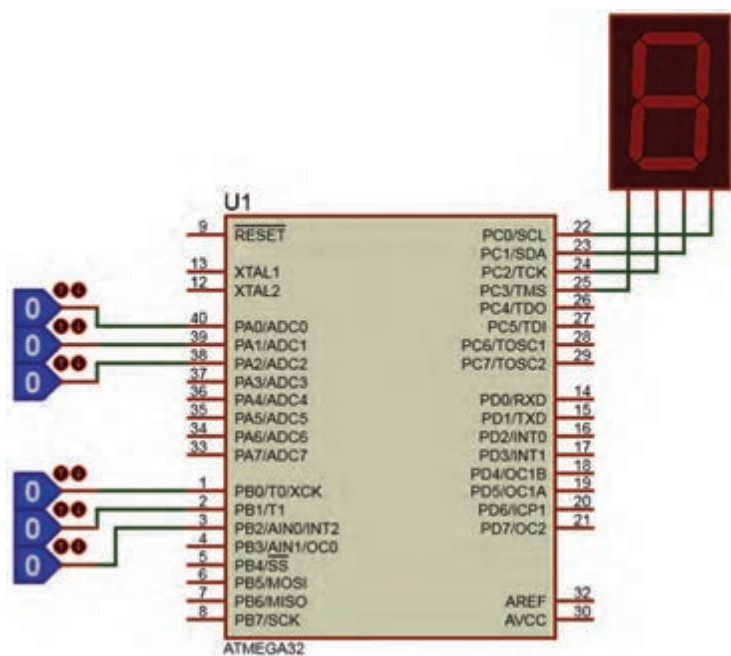 U1
9 RESET
13 XTAL1
12 XTAL2
40 PA0/ADC0
39 PA1/ADC1
38 PA2/ADC2
37 PA3/ADC3
36 PA4/ADC4
35 PA5/ADC5
34 PA6/ADC6
33 PA7/ADC7
1 PB0/T0/XCK
2 PB1/T1
3 PB2/AIN0/INT2
4 PB3/AIN1/OC0
5 PB4/SS
6 PB5/MOSI
7 PB6/MISO
8 PB7/SCK
PC0/SCL 22
PC1/SDA 23
PC2/TCK 24
PC3/TMS 25
PC4/TDO 26
PC5/TDI 27
PC6/TOSC1 28
PC7/TOSC2 29
PD0/RXD 14
PD1/TXD 15
PD2/INT0 16
PD3/INT1 17
PD4/OC1B 18
PD5/OC1A 19
PD6/ICP1 20
PD7/OC2 21
AREF 32
AVCC 30
ATMEGA32
0
0
0
0
0
0
8